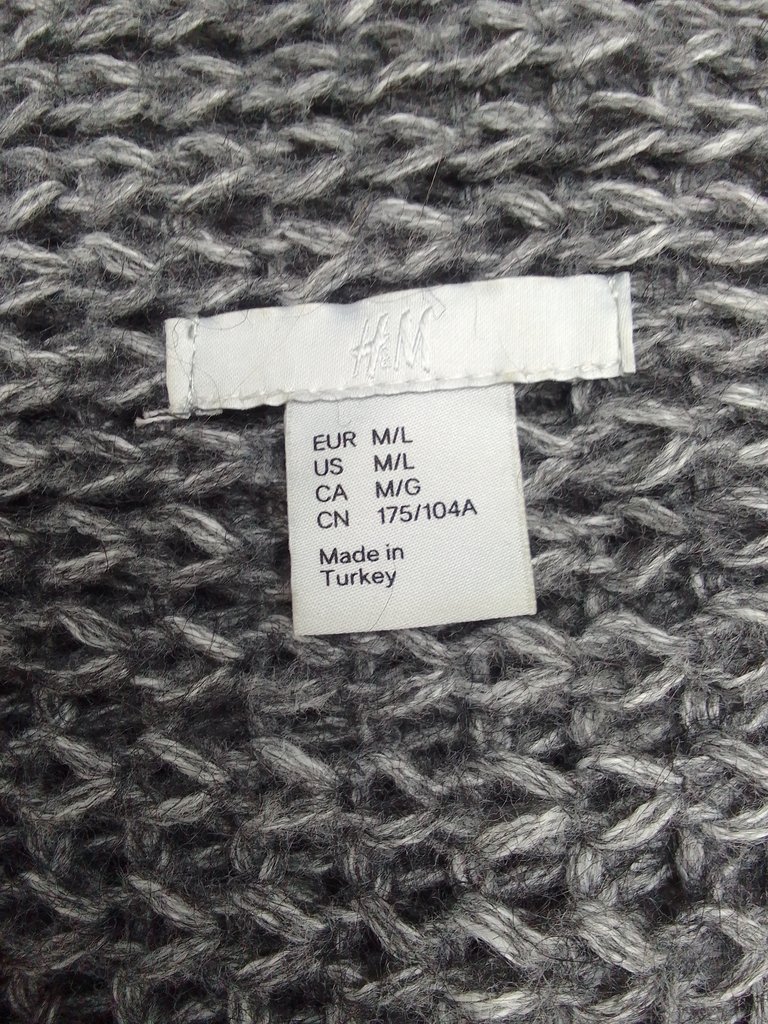 H&M
EUR M/L
US M/L
CA M/G
CN 175/104A
Made in
Turkey